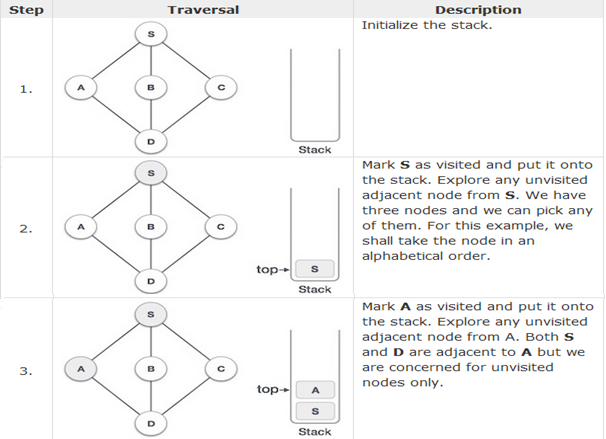 Step Traversal Description
1.
S
A B C
D
Stack
Initialize the stack.
2.
S
A B C
D
top
S
Stack
Mark S as visited and put it onto
the stack. Explore any unvisited
adjacent node from S. We have
three nodes and we can pick any
of them. For this example, we
shall take the node in an
alphabetical order.
3.
S
A B C
D
top
A
S
Stack
Mark A as visited and put it onto
the stack. Explore any unvisited
adjacent node from A. Both S
and D are adjacent to A but we
are concerned for unvisited
nodes only.